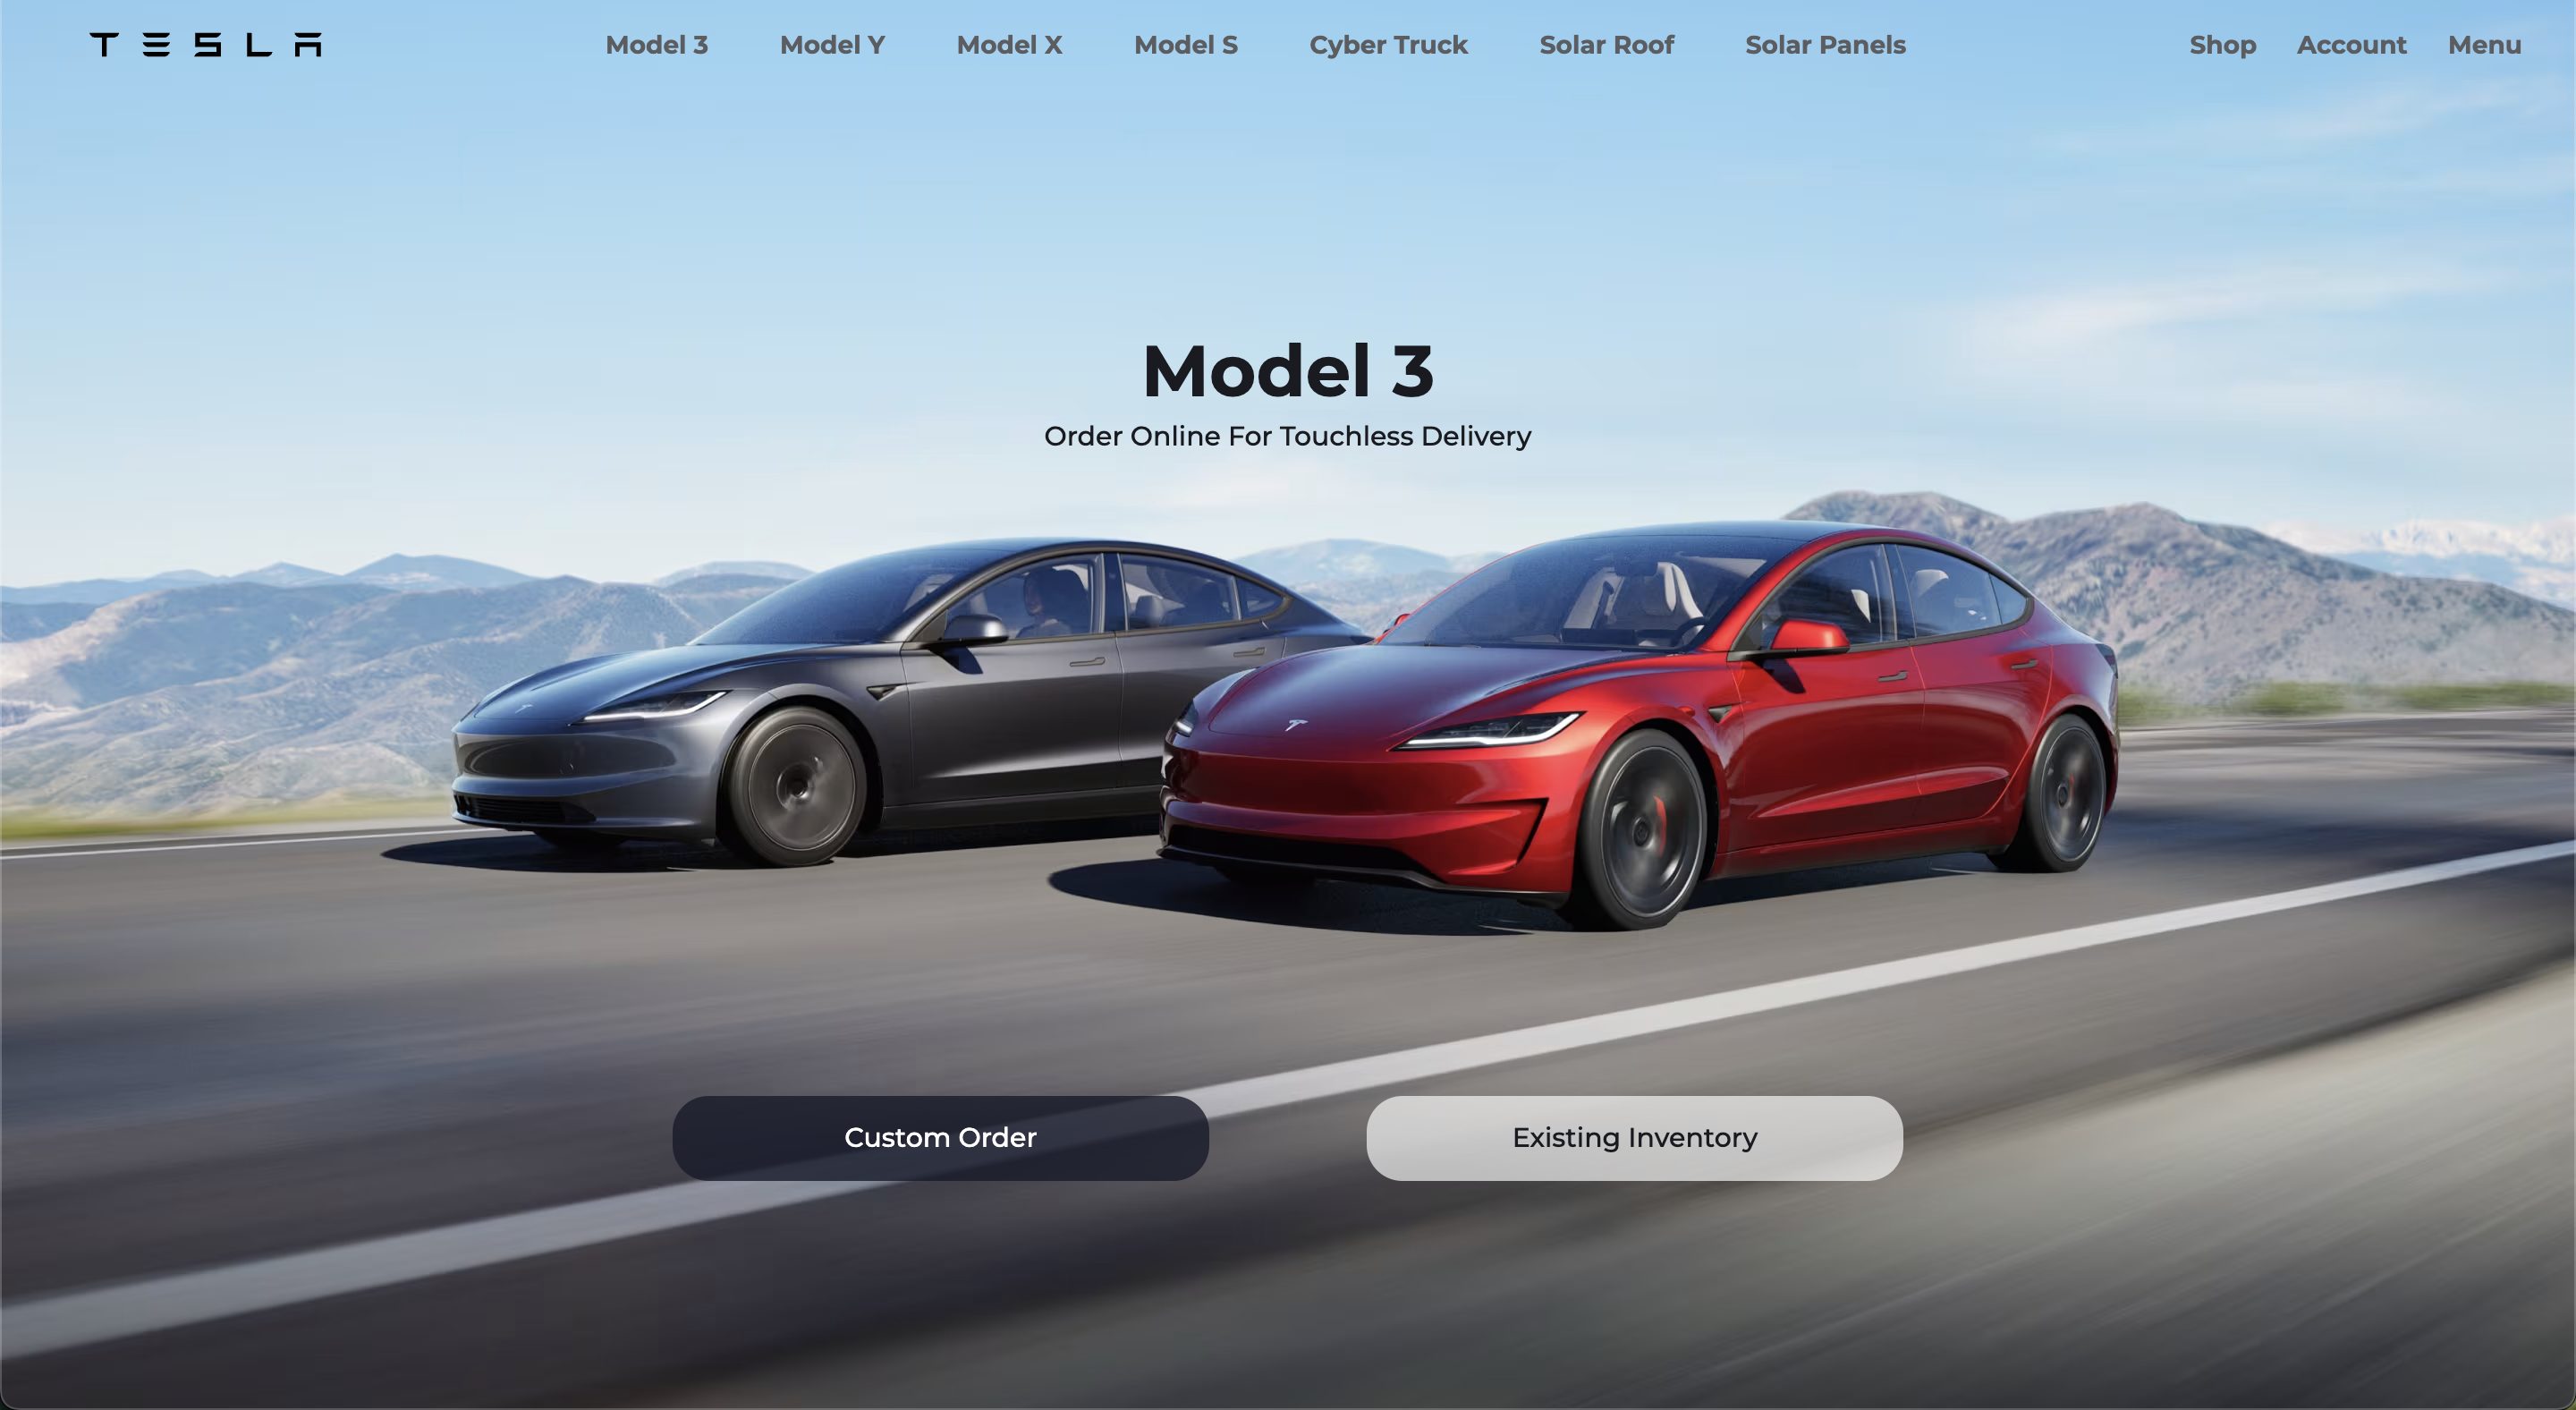 TESLA Model 3 Model Y Model X Model S Cyber Truck Solar Roof Solar Panels Shop Account Menu
Model 3
Order Online For Touchless Delivery
Custom Order Existing Inventory